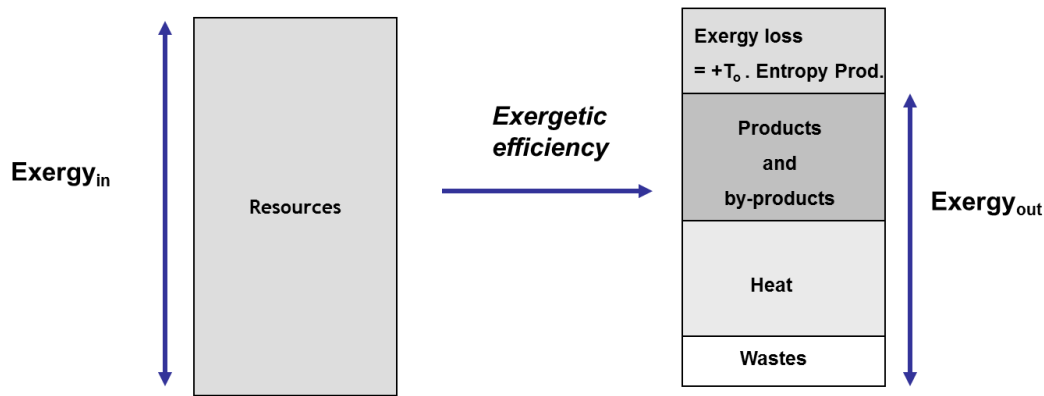 Exergy loss
= +To . Entropy Prod.
Exergetic
efficiency
Products
and
by-products
Exergyin
Resources
Exergyout
Heat
Wastes